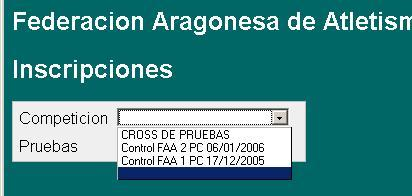 Federacion Aragonesa de Atletism
Inscripciones
Competicion
CROSS DE PRUEBAS
Control FAA 2 PC 06/01/2006
Control FAA 1 PC 17/12/2005
Pruebas